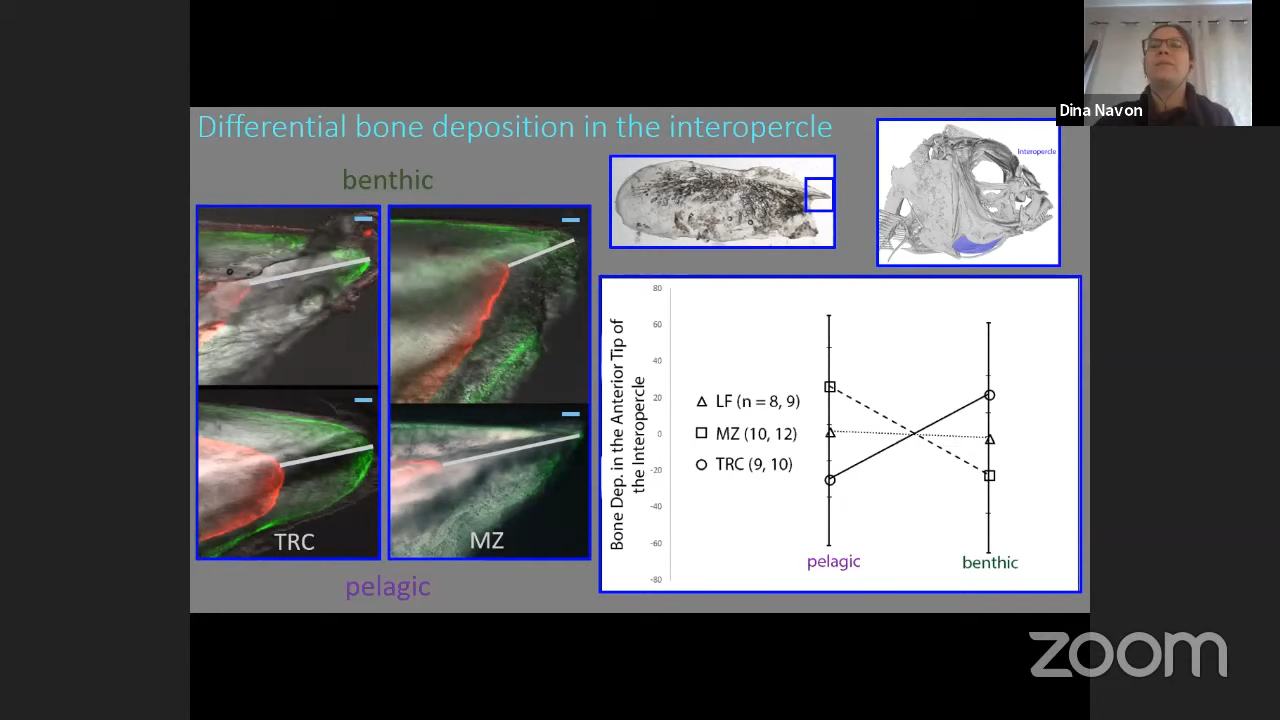 Dina Navon
Differential bone deposition in the interopercle
benthic
Interopercle
TRC
MZ
pelagic
Bone Dep. in the Anterior Tip of
the Interopercle
80
60
40
20
0
-20
-40
-60
-80
LF (n = 8, 9)
MZ (10, 12)
TRC (9, 10)
pelagic
benthic
zoom